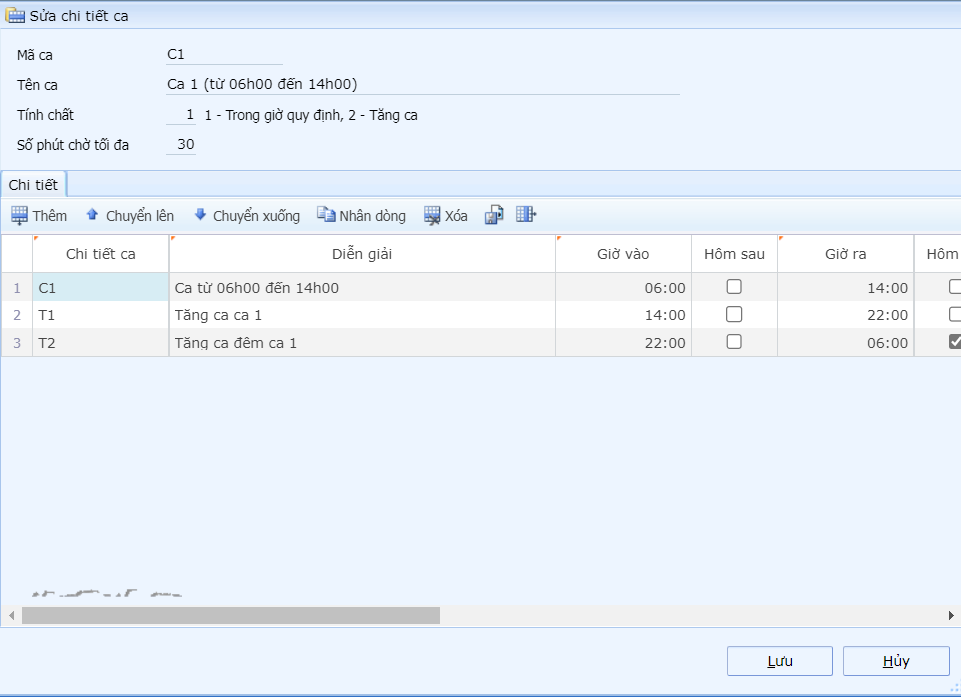 Sửa chi tiết ca
Mã ca C1
Tên ca Ca 1 (từ 06h00 đến 14h00)
Tính chất 1 1 - Trong giờ quy định, 2 - Tăng ca
Số phút chờ tối đa 30
Chi tiết
Thêm Chuyển lên Chuyển xuống Nhân dòng Xóa
Chi tiết ca Diễn giải Giờ vào Hôm sau Giờ ra Hôm
1 C1 Ca từ 06h00 đến 14h00 06:00 14:00
2 T1 Tăng ca ca 1 14:00 22:00
3 T2 Tăng ca đêm ca 1 22:00 06:00
Lưu Hủy